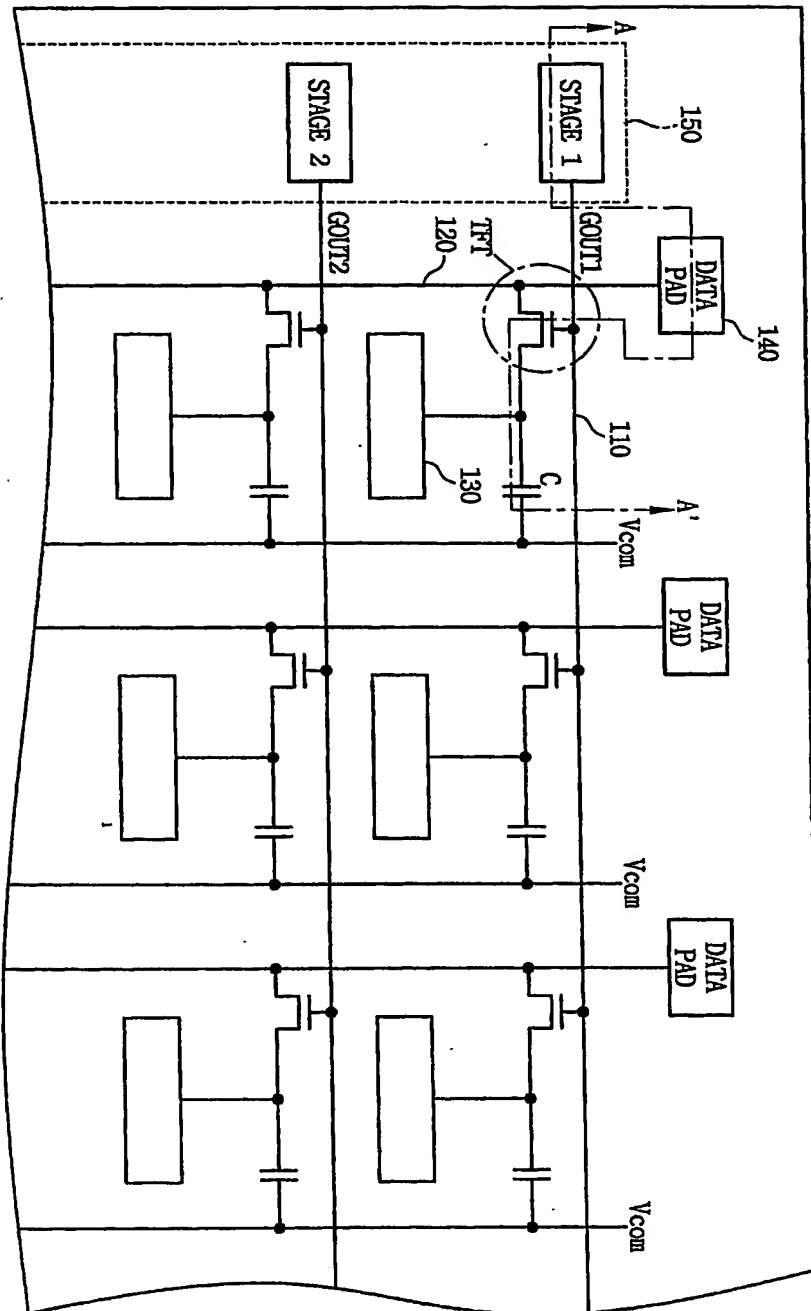 140
DATA
PAD
DATA
PAD
DATA
PAD
A
150
A'
Vcom
Vcom
Vcom
110
STAGE 1
GOUT1
C
TFT
130
120
GOUT2
STAGE 2